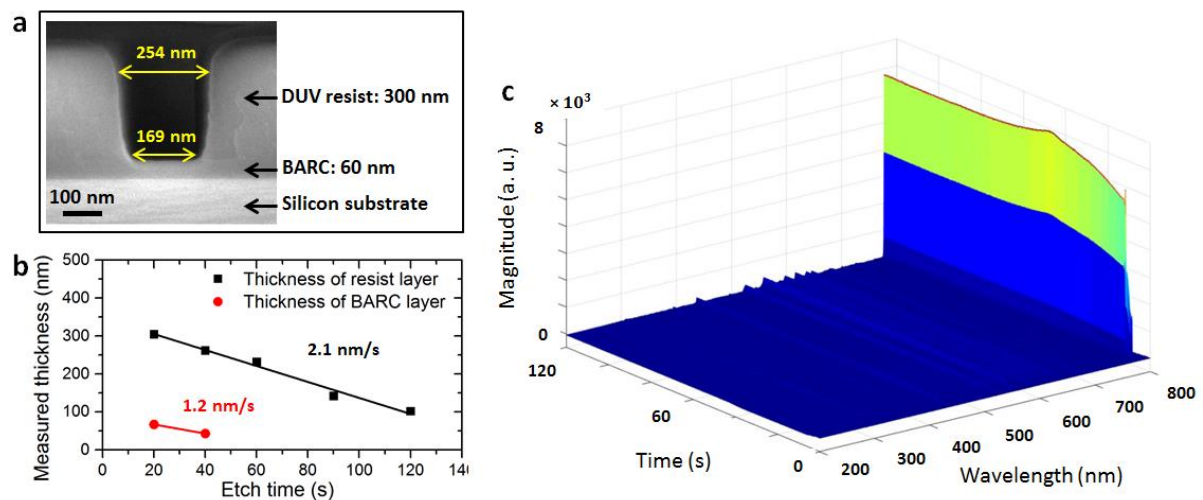 a
254 nm
169 nm
DUV resist: 300 nm
BARC: 60 nm
Silicon substrate
100 nm
b
Measured thickness (nm)
500
400
300
200
100
0
Thickness of resist layer
Thickness of BARC layer
2.1 nm/s
1.2 nm/s
0 20 40 60 80 100 120 140
Etch time (s)
c
× 10³
8
0
Magnitude (a. u.)
120
60
0
Time (s)
200 300 400 500 600 700 800
Wavelength (nm)